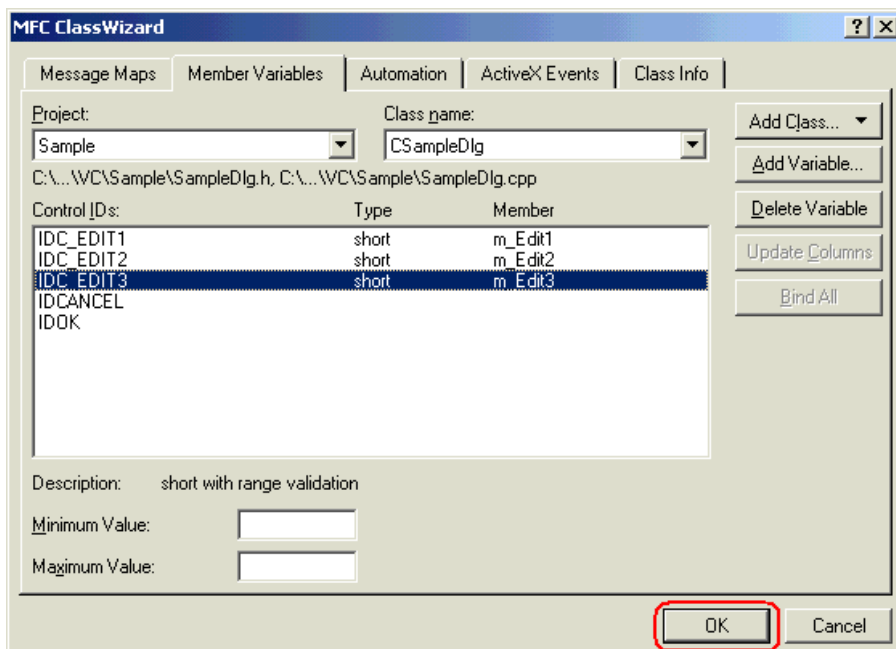 MFC ClassWizard
Message Maps Member Variables Automation ActiveX Events Class Info
Project: Class name:
Sample CSampleDlg
Add Class...
C:\...\VC\Sample\SampleDlg.h, C:\...\VC\Sample\SampleDlg.cpp
Add Variable...
Control IDs: Type Member
Delete Variable
IDC_EDIT1 short m_Edit1
IDC_EDIT2 short m_Edit2
Update Columns
IDC_EDIT3 short m_Edit3
IDCANCEL
Bind All
IDOK
Description: short with range validation
Minimum Value:
Maximum Value:
OK Cancel